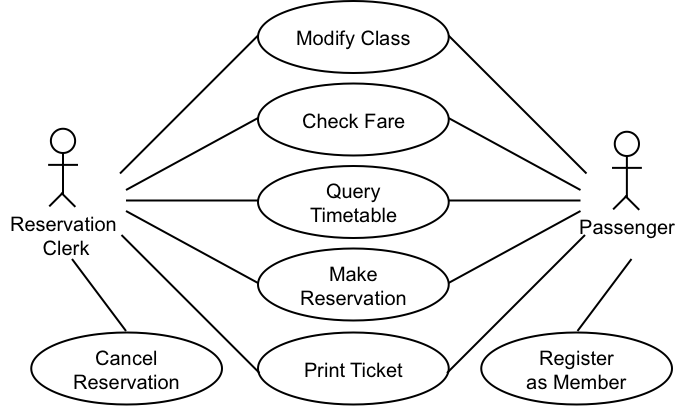 Modify Class
Check Fare
Query
Timetable
Reservation
Clerk
Passenger
Make
Reservation
Cancel
Reservation
Print Ticket
Register
as Member